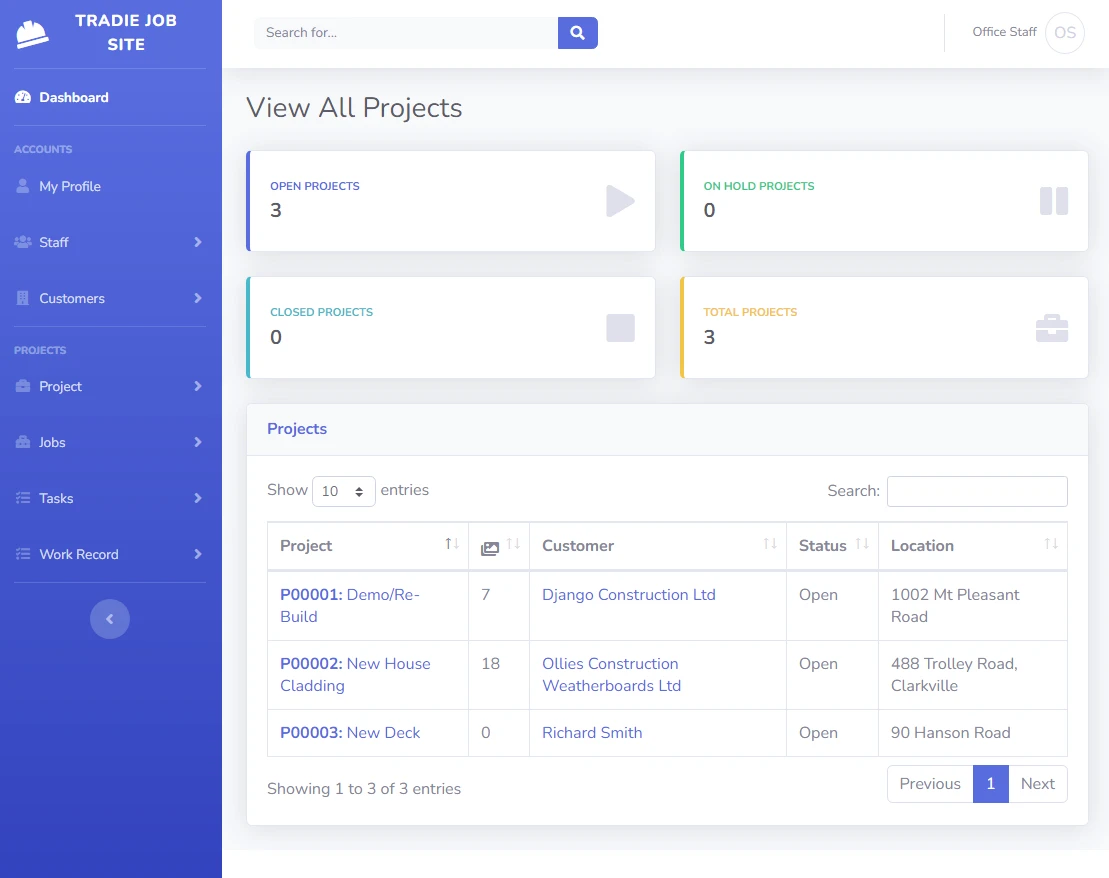 TRADIE JOB
SITE
Dashboard
ACCOUNTS
My Profile
Staff
Customers
PROJECTS
Project
Jobs
Tasks
Work Record
Search for...
Office Staff OS
View All Projects
OPEN PROJECTS
3
ON HOLD PROJECTS
0
CLOSED PROJECTS
0
TOTAL PROJECTS
3
Projects
Show 10 entries
Search:
Project Customer Status Location
P00001: Demo/Re- 7 Django Construction Ltd Open 1002 Mt Pleasant
Build Road
P00002: New House 18 Ollies Construction Open 488 Trolley Road,
Cladding Weatherboards Ltd Clarkville
P00003: New Deck 0 Richard Smith Open 90 Hanson Road
Showing 1 to 3 of 3 entries
Previous 1 Next